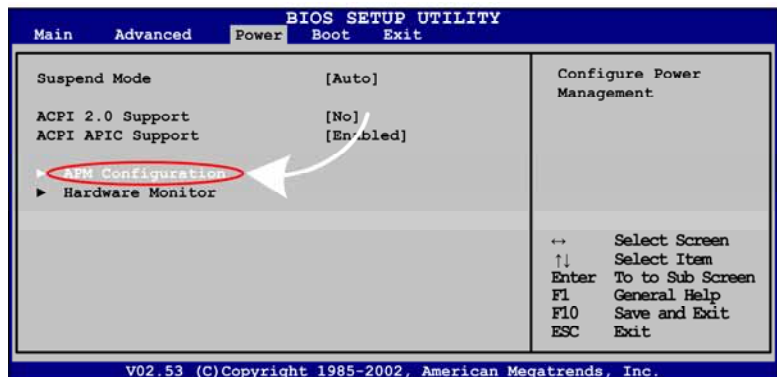 BIOS SETUP UTILITY
Main Advanced Power Boot Exit
Suspend Mode [Auto]
ACPI 2.0 Support [No]
ACPI APIC Support [Enabled]
▶ APM Configuration
▶ Hardware Monitor
Configure Power
Management
↔ Select Screen
↑↓ Select Item
Enter To to Sub Screen
F1 General Help
F10 Save and Exit
ESC Exit
V02.53 (C)Copyright 1985-2002, American Megatrends, Inc.